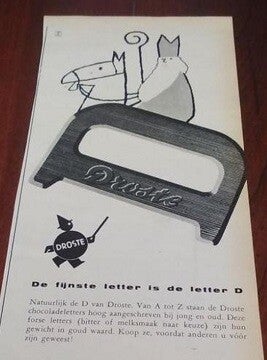 Droste
DROSTE
De fijnste letter is de letter D
Natuurlijk de D van Droste. Van A tot Z staan de Droste
chocoladeletters hoog aangeschreven bij jong en oud. Deze
forse letters (bitter of melksmaak naar keuze) zijn hun
gewicht in goud waard. Koop ze, voordat anderen u vóór
zijn geweest!